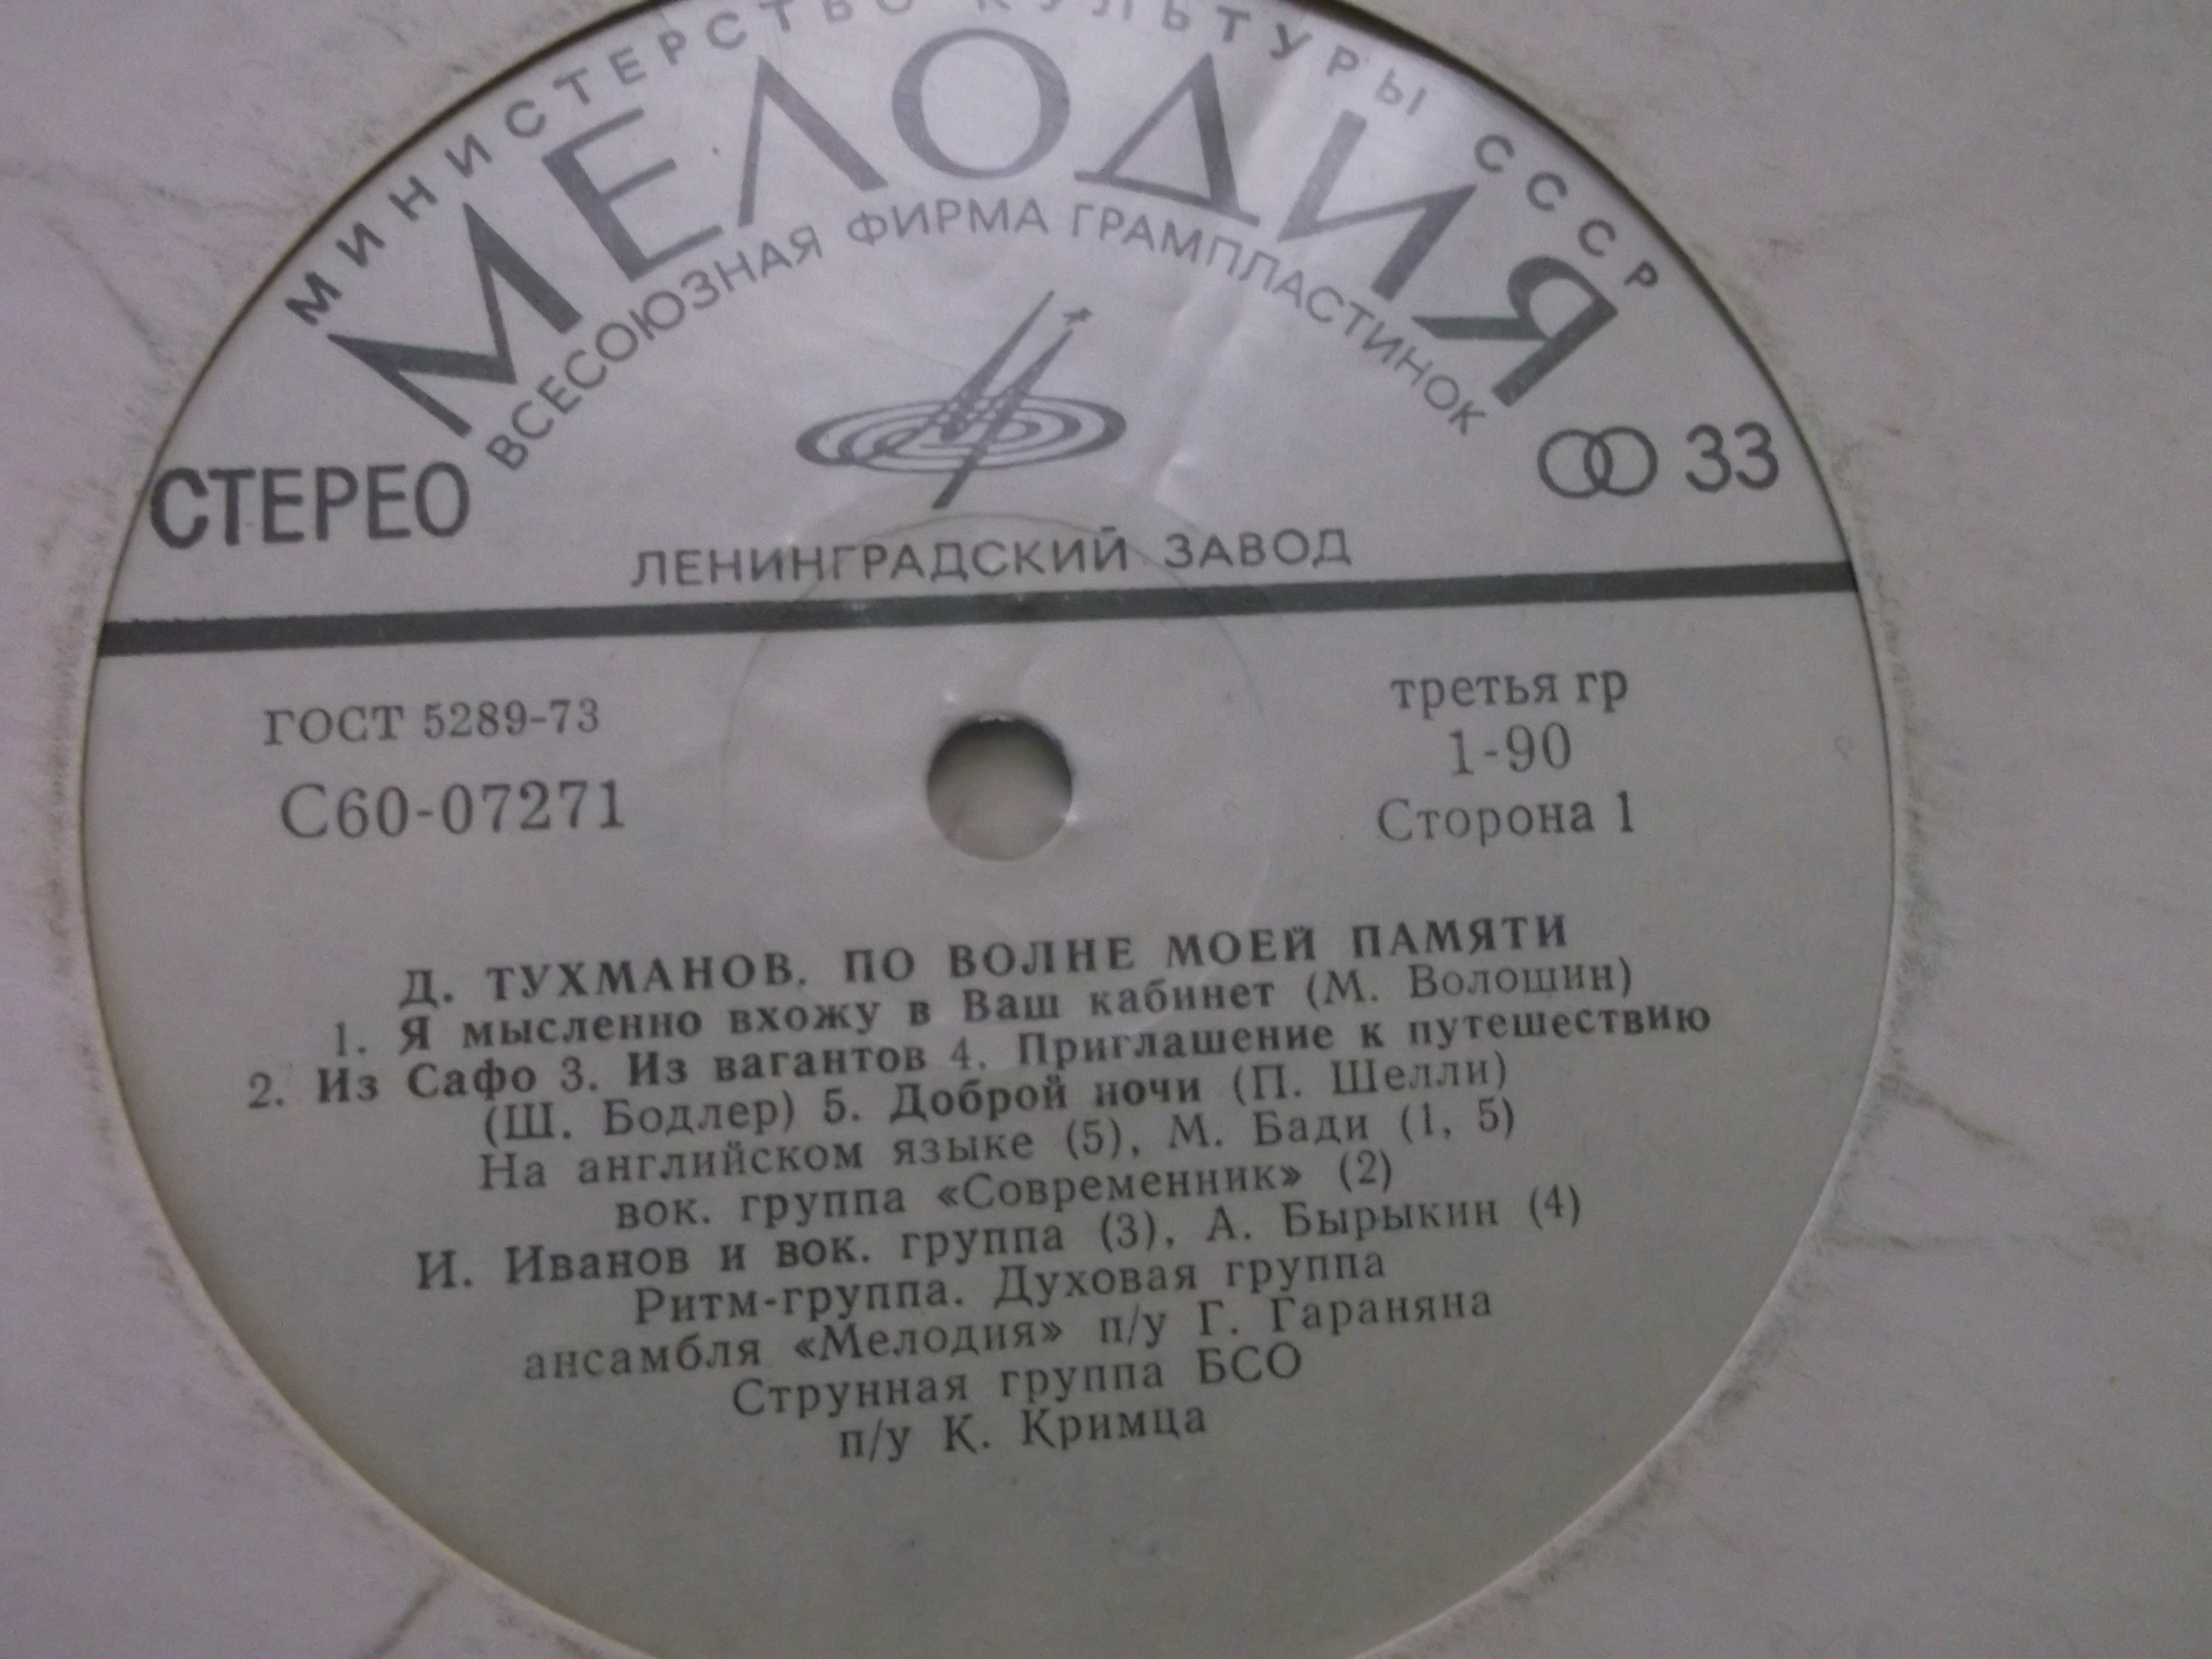 МИНИСТЕРСТВО КУЛЬТУРЫ СССР
МЕЛОДИЯ
ВСЕСОЮЗНАЯ ФИРМА ГРАМПЛАСТИНОК
СТЕРЕО
33
ЛЕНИНГРАДСКИЙ ЗАВОД
ГОСТ 5289-73
С60-07271
третья гр
1-90
Сторона 1
Д. ТУХМАНОВ. ПО ВОЛНЕ МОЕЙ ПАМЯТИ
1. Я мысленно вхожу в Ваш кабинет (М. Волошин)
2. Из Сафо 3. Из вагантов 4. Приглашение к путешествию
(Ш. Бодлер) 5. Доброй ночи (П. Шелли)
На английском языке (5), М. Бади (1, 5)
вок. группа «Современник» (2)
И. Иванов и вок. группа (3), А. Бырыкин (4)
Ритм-группа. Духовая группа
ансамбля «Мелодия» п/у Г. Гараняна
Струнная группа БСО
п/у К. Кримца